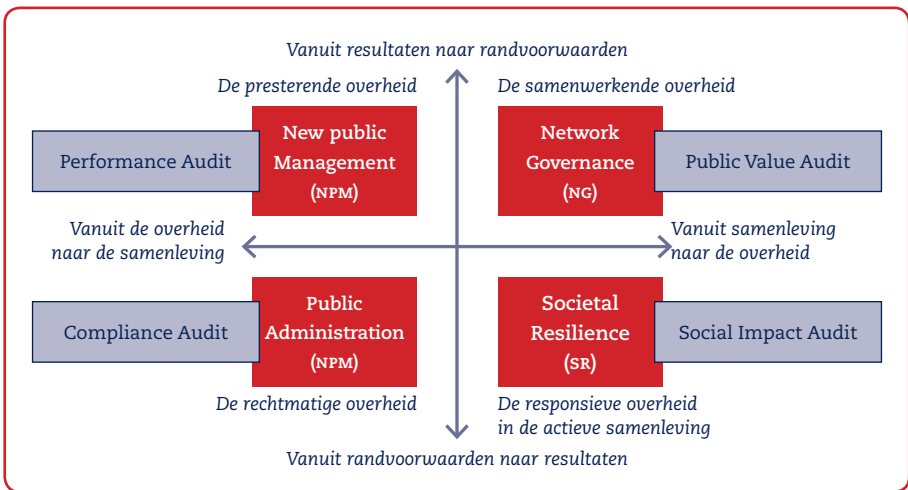 Vanuit resultaten naar randvoorwaarden
De presterende overheid
De samenwerkende overheid
Performance Audit
New public
Management
(NPM)
Network
Governance
(NG)
Public Value Audit
Vanuit de overheid
naar de samenleving
Vanuit samenleving
naar de overheid
Compliance Audit
Public
Administration
(NPM)
Societal
Resilience
(SR)
Social Impact Audit
De rechtmatige overheid
De responsieve overheid
in de actieve samenleving
Vanuit randvoorwaarden naar resultaten